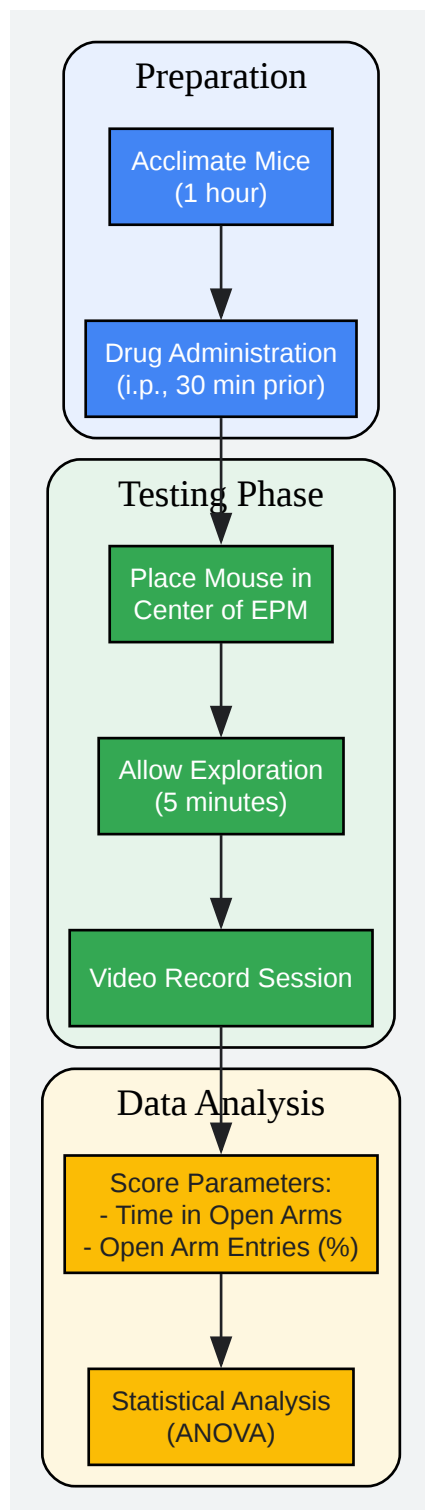 Preparation
Acclimate Mice
(1 hour)
Drug Administration
(i.p., 30 min prior)
Testing Phase
Place Mouse in
Center of EPM
Allow Exploration
(5 minutes)
Video Record Session
Data Analysis
Score Parameters:
- Time in Open Arms
- Open Arm Entries (%)
Statistical Analysis
(ANOVA)